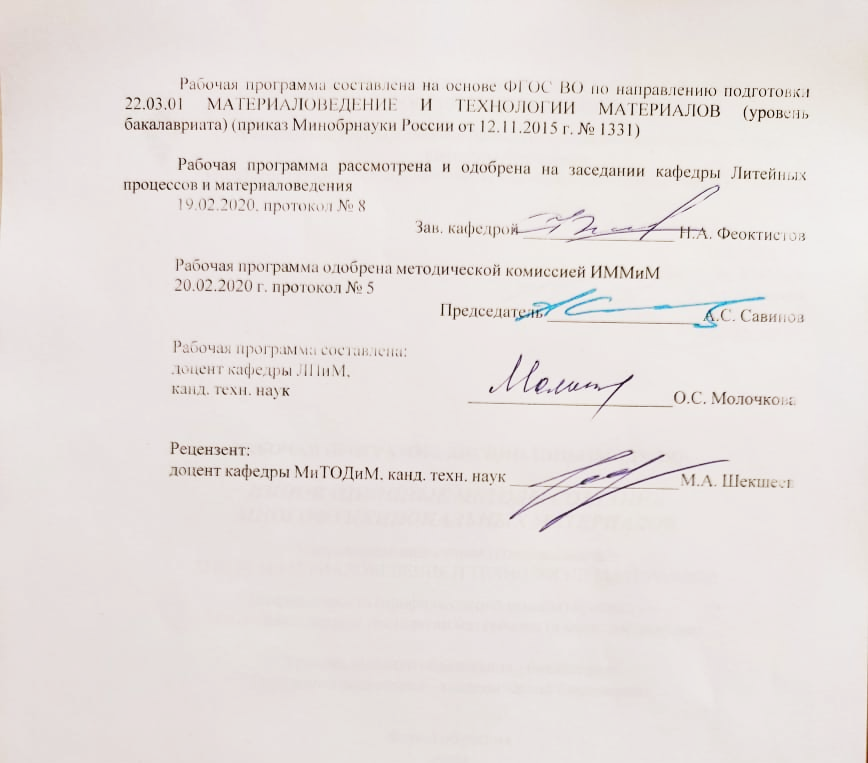 Рабочая программа составлена на основе ФГОС ВО по направлению подготовки
22.03.01 МАТЕРИАЛОВЕДЕНИЕ И ТЕХНОЛОГИИ МАТЕРИАЛОВ (уровень
бакалавриата) (приказ Минобрнауки России от 12.11.2015 г. № 1331)
Рабочая программа рассмотрена и одобрена на заседании кафедры Литейных
процессов и материаловедения
19.02.2020, протокол № 8
Зав. кафедрой Н.А. Феоктистов
Рабочая программа одобрена методической комиссией ИММиМ
20.02.2020 г. протокол № 5
Председатель А.С. Савинов
Рабочая программа составлена:
доцент кафедры ЛПиМ,
канд. техн. наук О.С. Молочкова
Рецензент:
доцент кафедры МиТОДиМ, канд. техн. наук М.А. Шекшеев